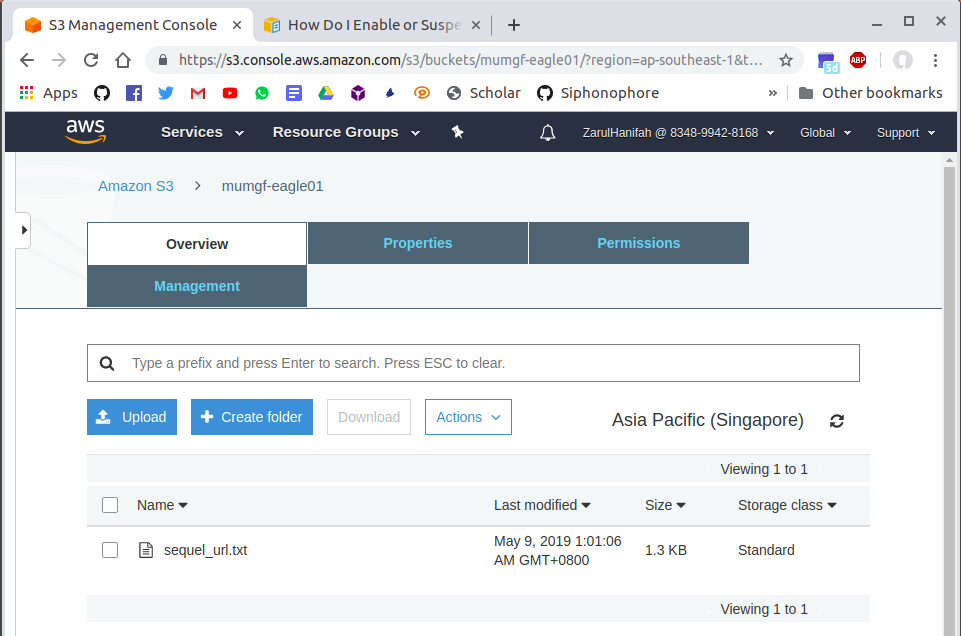 S3 Management Console
How Do I Enable or Suspe
https://s3.console.aws.amazon.com/s3/buckets/mumgf-eagle01/?region=ap-southeast-1&t...
5d
ABP
Apps
Scholar
Siphonophore
»
Other bookmarks
aws
Services
Resource Groups
ZarulHanifah @ 8348-9942-8168
Global
Support
Amazon S3
mumgf-eagle01
Overview
Properties
Permissions
Management
Type a prefix and press Enter to search. Press ESC to clear.
Upload
Create folder
Download
Actions
Asia Pacific (Singapore)
Viewing 1 to 1
Name
Last modified
Size
Storage class
sequel_url.txt
May 9, 2019 1:01:06
AM GMT+0800
1.3 KB
Standard
Viewing 1 to 1